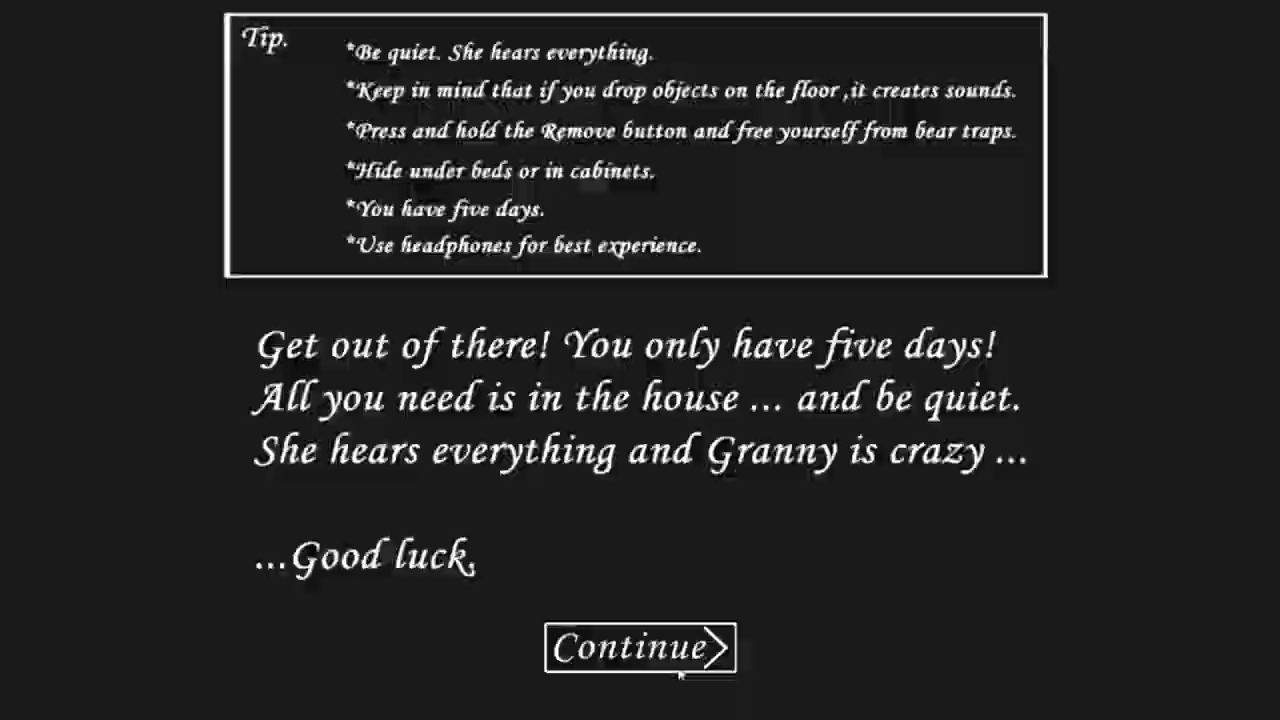 Tip.
*Be quiet. She hears everything.
*Keep in mind that if you drop objects on the floor ,it creates sounds.
*Press and hold the Remove button and free yourself from bear traps.
*Hide under beds or in cabinets.
*You have five days.
*Use headphones for best experience.
Get out of there! You only have five days!
All you need is in the house ... and be quiet.
She hears everything and Granny is crazy ...
...Good luck.
Continue>